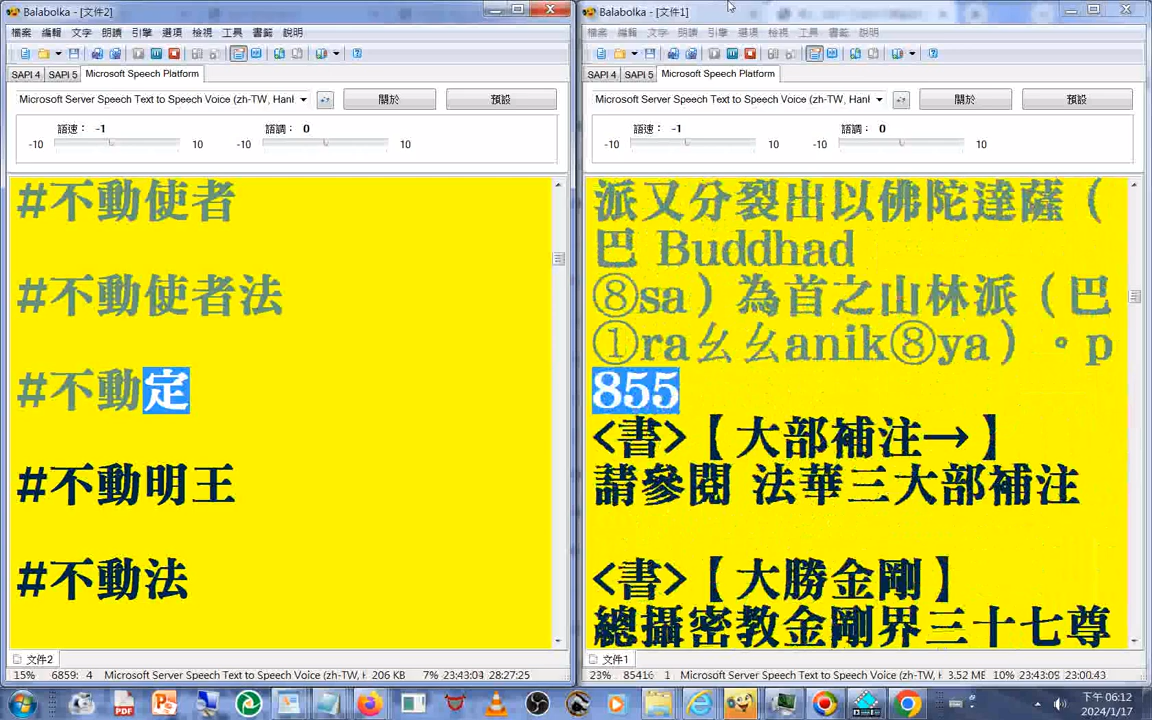 Balabolka - [文件2]
檔案 編輯 文字 朗讀 引擎 選項 檢視 工具 書籤 說明
SAPI 4 SAPI 5 Microsoft Speech Platform
Microsoft Server Speech Text to Speech Voice (zh-TW, Hanl
關於 預設
語速： -1 語調： 0
-10 10 -10 10
#不動使者
#不動使者法
#不動定
#不動明王
#不動法
文件2
15% 6859: 4 Microsoft Server Speech Text to Speech Voice (zh-TW, H 206 KB 7% 23:43:04 28:27:25
Balabolka - [文件1]
檔案 編輯 文字 朗讀 引擎 選項 檢視 工具 書籤 說明
SAPI 4 SAPI 5 Microsoft Speech Platform
Microsoft Server Speech Text to Speech Voice (zh-TW, Hanl
關於 預設
語速： -1 語調： 0
-10 10 -10 10
派又分裂出以佛陀達薩（
巴 Buddhad
⑧sa）為首之山林派（巴
①raㄠㄠanik⑧ya）。p
855
<書>【大部補注→】
請參閱 法華三大部補注
<書>【大勝金剛】
總攝密教金剛界三十七尊
文件1
23% 85416: 1 Microsoft Server Speech Text to Speech Voice (zh-TW, H 3.52 MB 10% 23:43:05 23:00.43
下午 06:12
2024/1/17